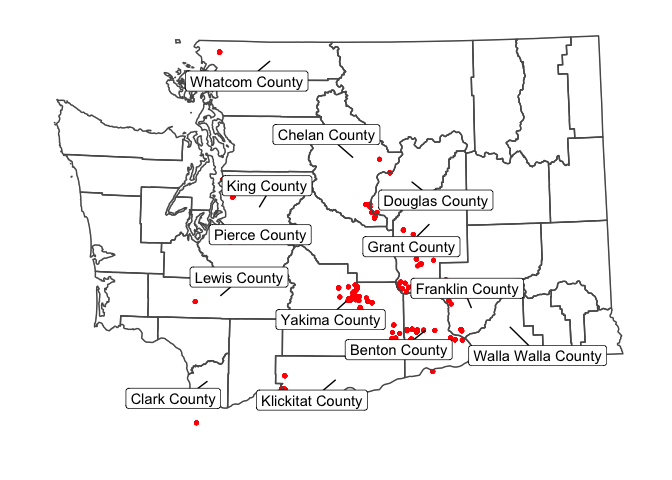 Whatcom County
Chelan County
King County
Douglas County
Pierce County
Grant County
Lewis County
Franklin County
Yakima County
Benton County
Walla Walla County
Clark County
Klickitat County